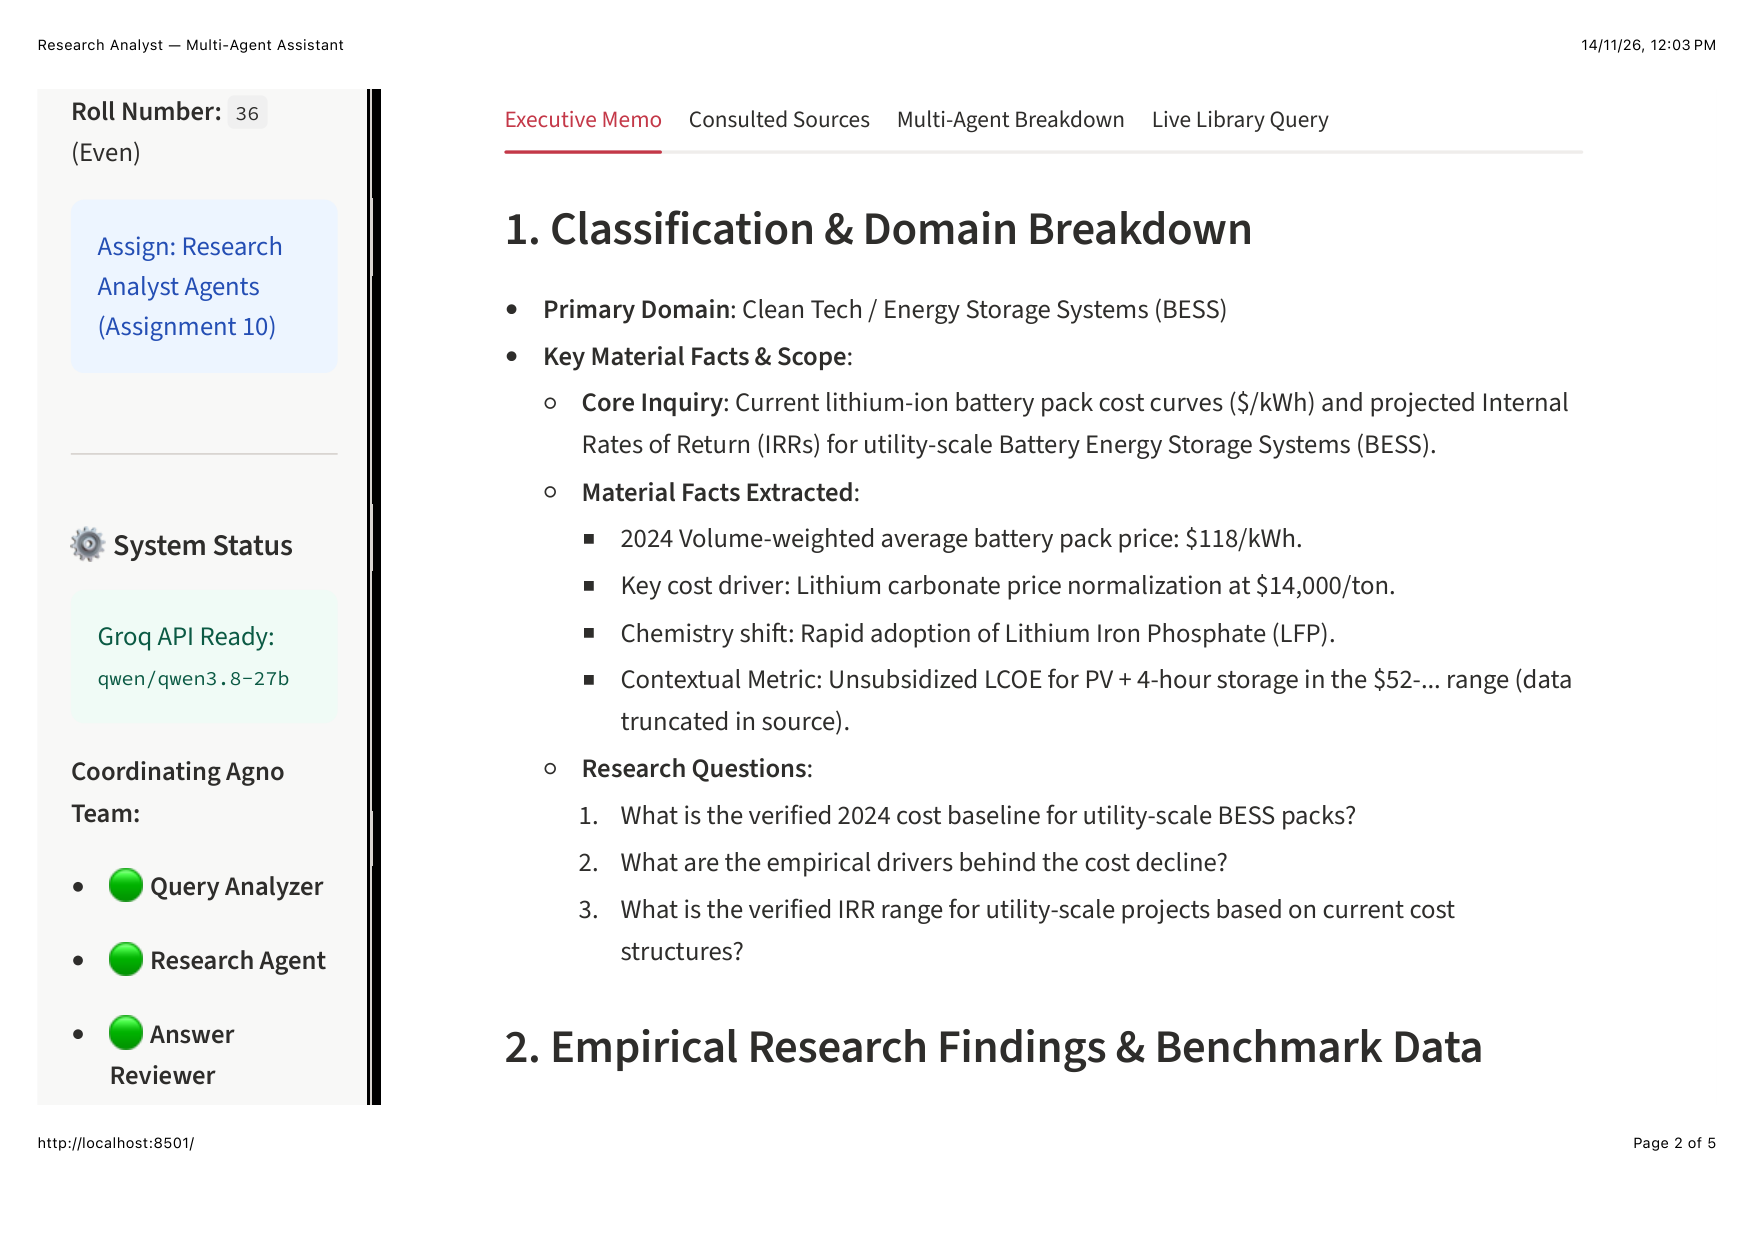 Research Analyst — Multi-Agent Assistant
14/11/26, 12:03 PM
Roll Number: 36
(Even)
Assign: Research
Analyst Agents
(Assignment 10)
System Status
Groq API Ready:
qwen/qwen3.8-27b
Coordinating Agno
Team:
• Query Analyzer
• Research Agent
• Answer
Reviewer
Executive Memo Consulted Sources Multi-Agent Breakdown Live Library Query
1. Classification & Domain Breakdown
• Primary Domain: Clean Tech / Energy Storage Systems (BESS)
• Key Material Facts & Scope:
○ Core Inquiry: Current lithium-ion battery pack cost curves ($/kWh) and projected Internal
Rates of Return (IRRs) for utility-scale Battery Energy Storage Systems (BESS).
○ Material Facts Extracted:
▪ 2024 Volume-weighted average battery pack price: $118/kWh.
▪ Key cost driver: Lithium carbonate price normalization at $14,000/ton.
▪ Chemistry shift: Rapid adoption of Lithium Iron Phosphate (LFP).
▪ Contextual Metric: Unsubsidized LCOE for PV + 4-hour storage in the $52-... range (data
truncated in source).
○ Research Questions:
1. What is the verified 2024 cost baseline for utility-scale BESS packs?
2. What are the empirical drivers behind the cost decline?
3. What is the verified IRR range for utility-scale projects based on current cost
structures?
2. Empirical Research Findings & Benchmark Data
http://localhost:8501/
Page 2 of 5